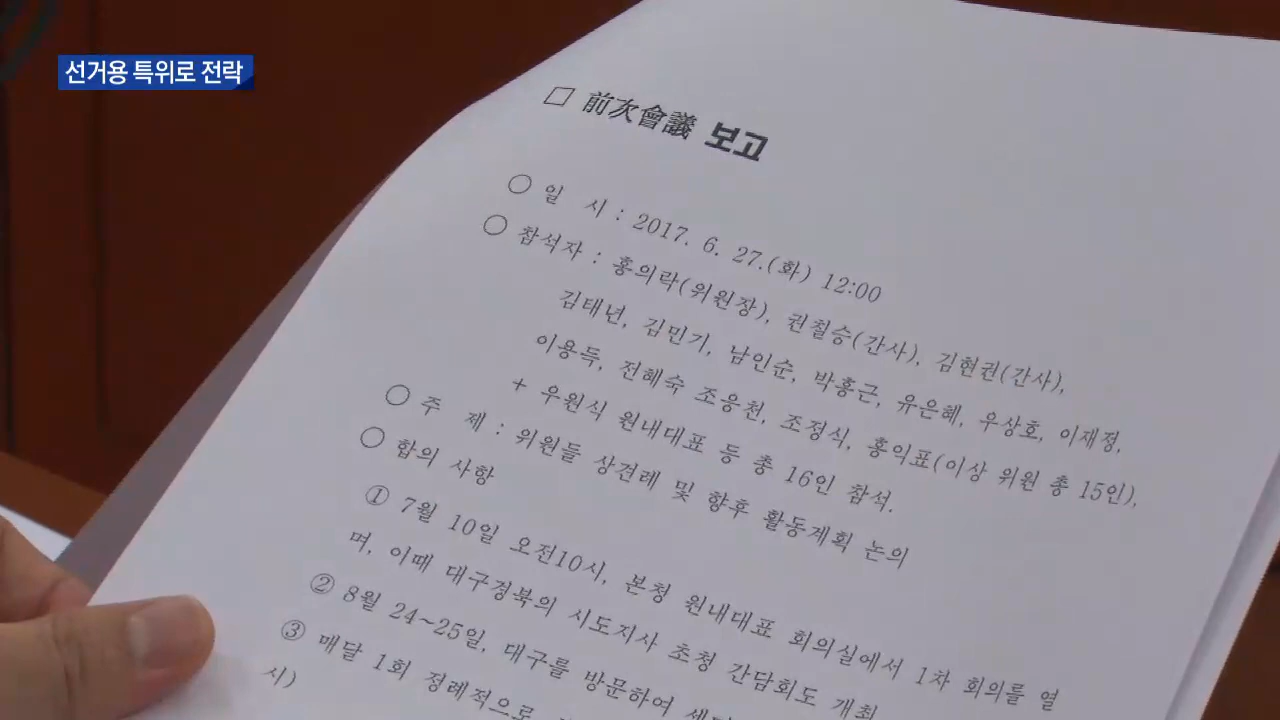 선거용 특위로 전락
□ 前次會議 보고
○ 일 시 : 2017. 6. 27.(화) 12:00
○ 참석자 : 홍의락(위원장), 권칠승(간사), 김현권(간사),
김태년, 김민기, 남인순, 박홍근, 유은혜, 우상호, 이재정,
이용득, 전혜숙 조응천, 조정식, 홍익표(이상 위원 총 15인),
+ 우원식 원내대표 등 총 16인 참석.
○ 주 제 : 위원들 상견례 및 향후 활동계획 논의
○ 합의 사항
① 7월 10일 오전10시, 본청 원내대표 회의실에서 1차 회의를 열
며, 이때 대구경북의 시도지사 초청 간담회도 개최
② 8월 24~25일, 대구를 방문하여
③ 매달 1회 정례적으로
시)